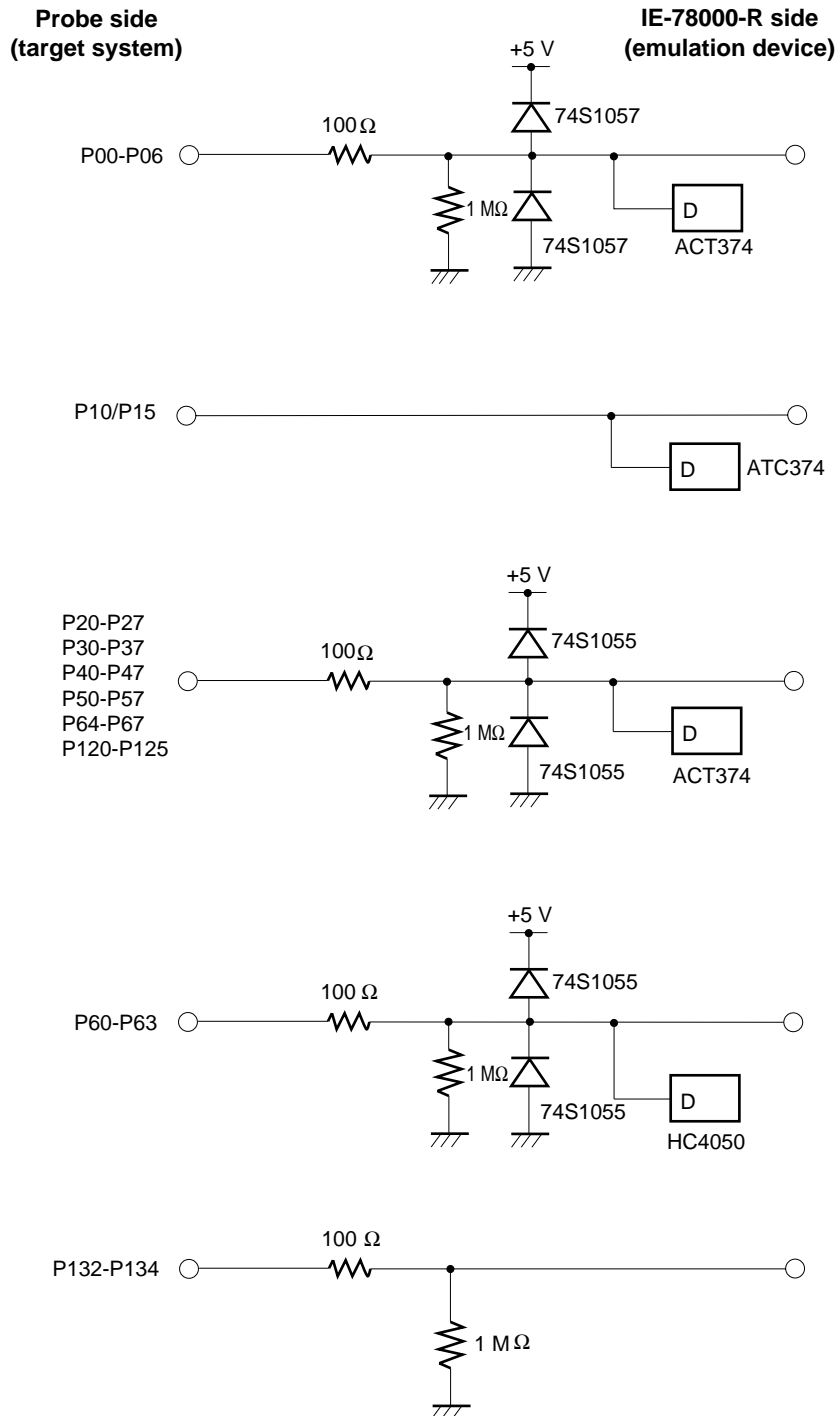 Probe side
(target system)
IE-78000-R side
(emulation device)
+5 V
74S1057
100 Ω
P00-P06
1 MΩ
74S1057
D
ACT374
P10/P15
D
ATC374
+5 V
74S1055
100 Ω
P20-P27
P30-P37
P40-P47
P50-P57
P64-P67
P120-P125
1 MΩ
74S1055
D
ACT374
+5 V
74S1055
100 Ω
P60-P63
1 MΩ
74S1055
D
HC4050
100 Ω
P132-P134
1 M Ω